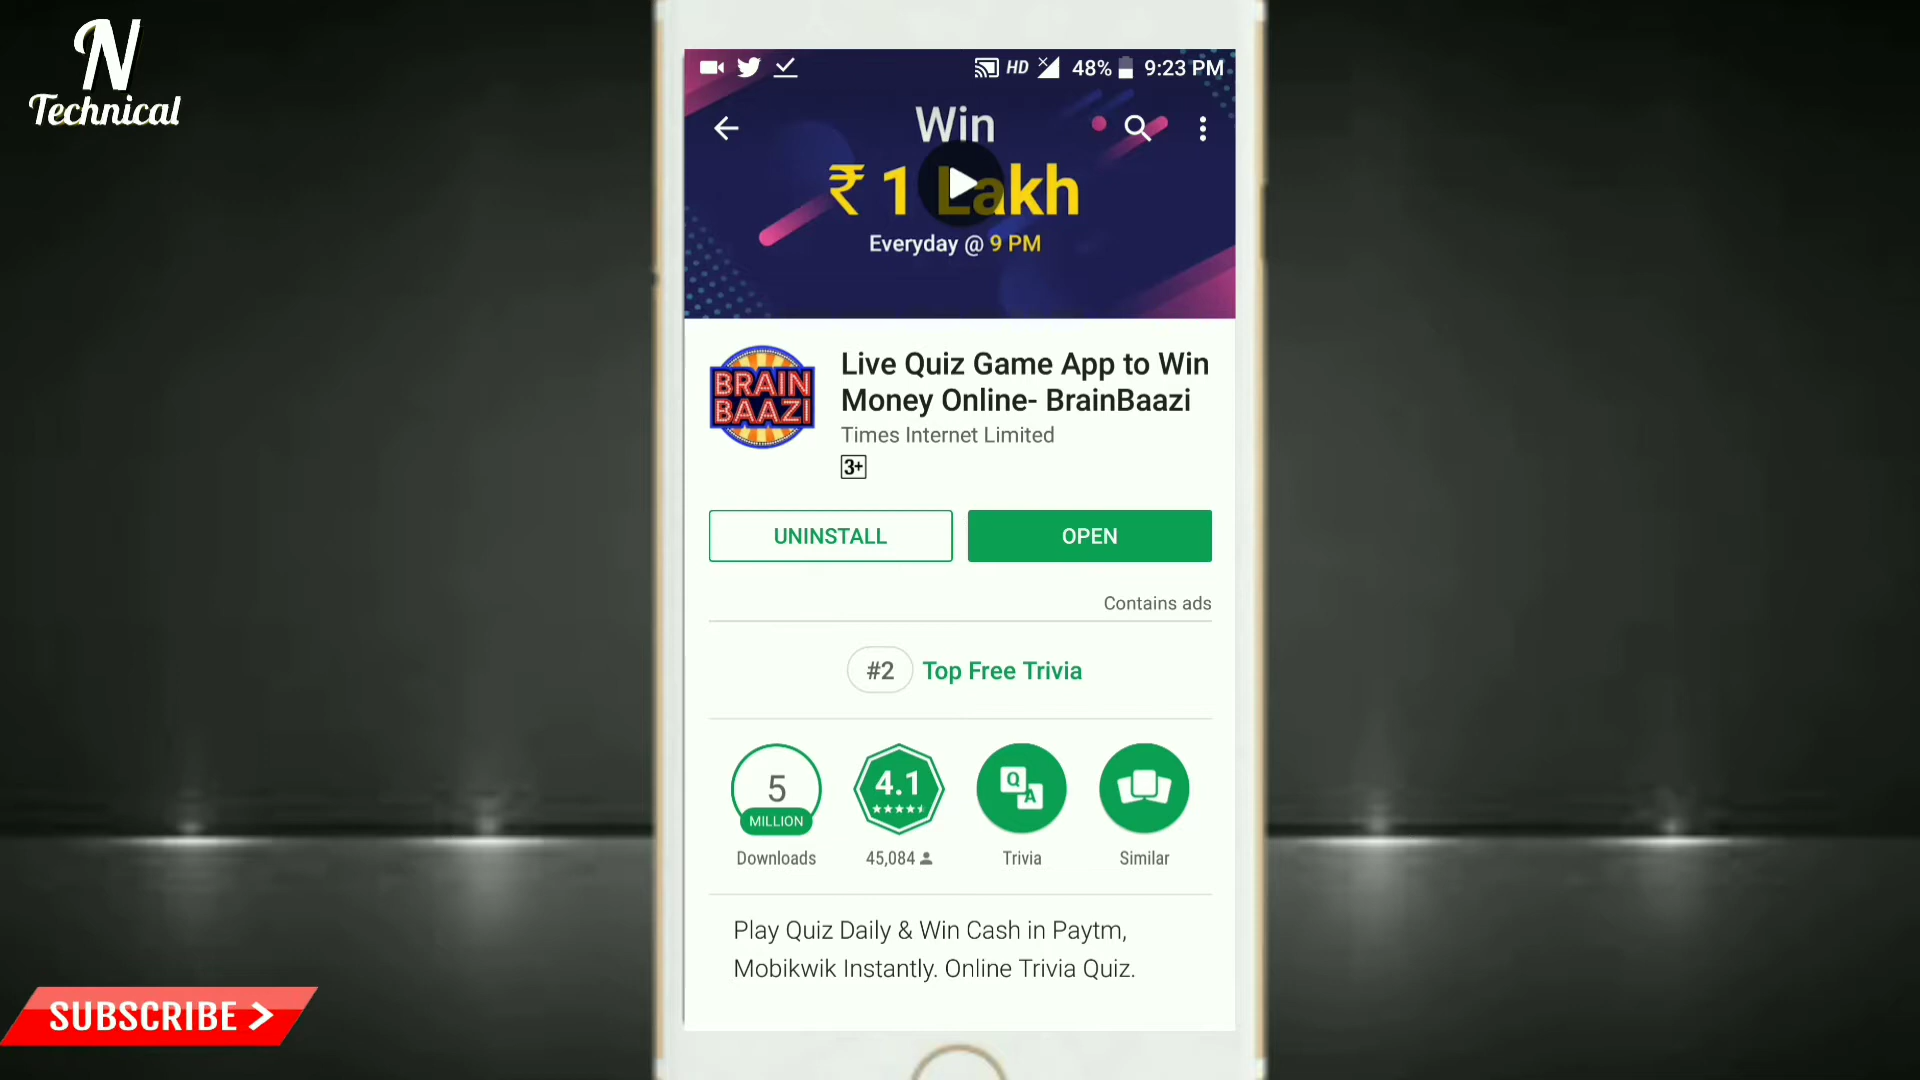 N
Technical
HD 48% 9:23 PM
Win
₹ 1 Lakh
Everyday @ 9 PM
BRAIN
BAAZI
Live Quiz Game App to Win
Money Online- BrainBaazi
Times Internet Limited
3+
UNINSTALL
OPEN
Contains ads
#2 Top Free Trivia
5
MILLION
4.1
Q
A
Downloads
45,084
Trivia
Similar
Play Quiz Daily & Win Cash in Paytm,
Mobikwik Instantly. Online Trivia Quiz.
SUBSCRIBE >